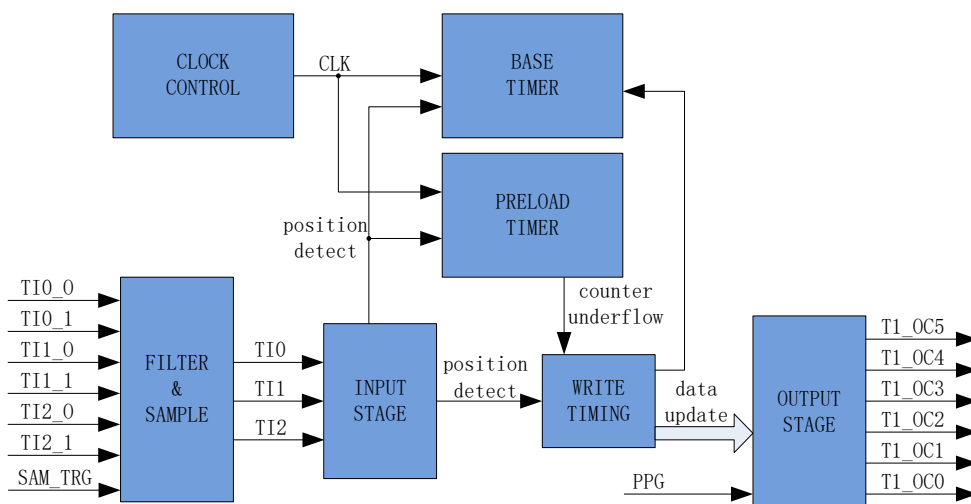 CLOCK
CONTROL
CLK
BASE
TIMER
PRELOAD
TIMER
position
detect
counter
underflow
TI0_0
TI0_1
TI1_0
TI1_1
TI2_0
TI2_1
SAM_TRG
FILTER
&
SAMPLE
TI0
TI1
TI2
INPUT
STAGE
position
detect
WRITE
TIMING
data
update
PPG
OUTPUT
STAGE
T1_OC5
T1_OC4
T1_OC3
T1_OC2
T1_OC1
T1_OC0